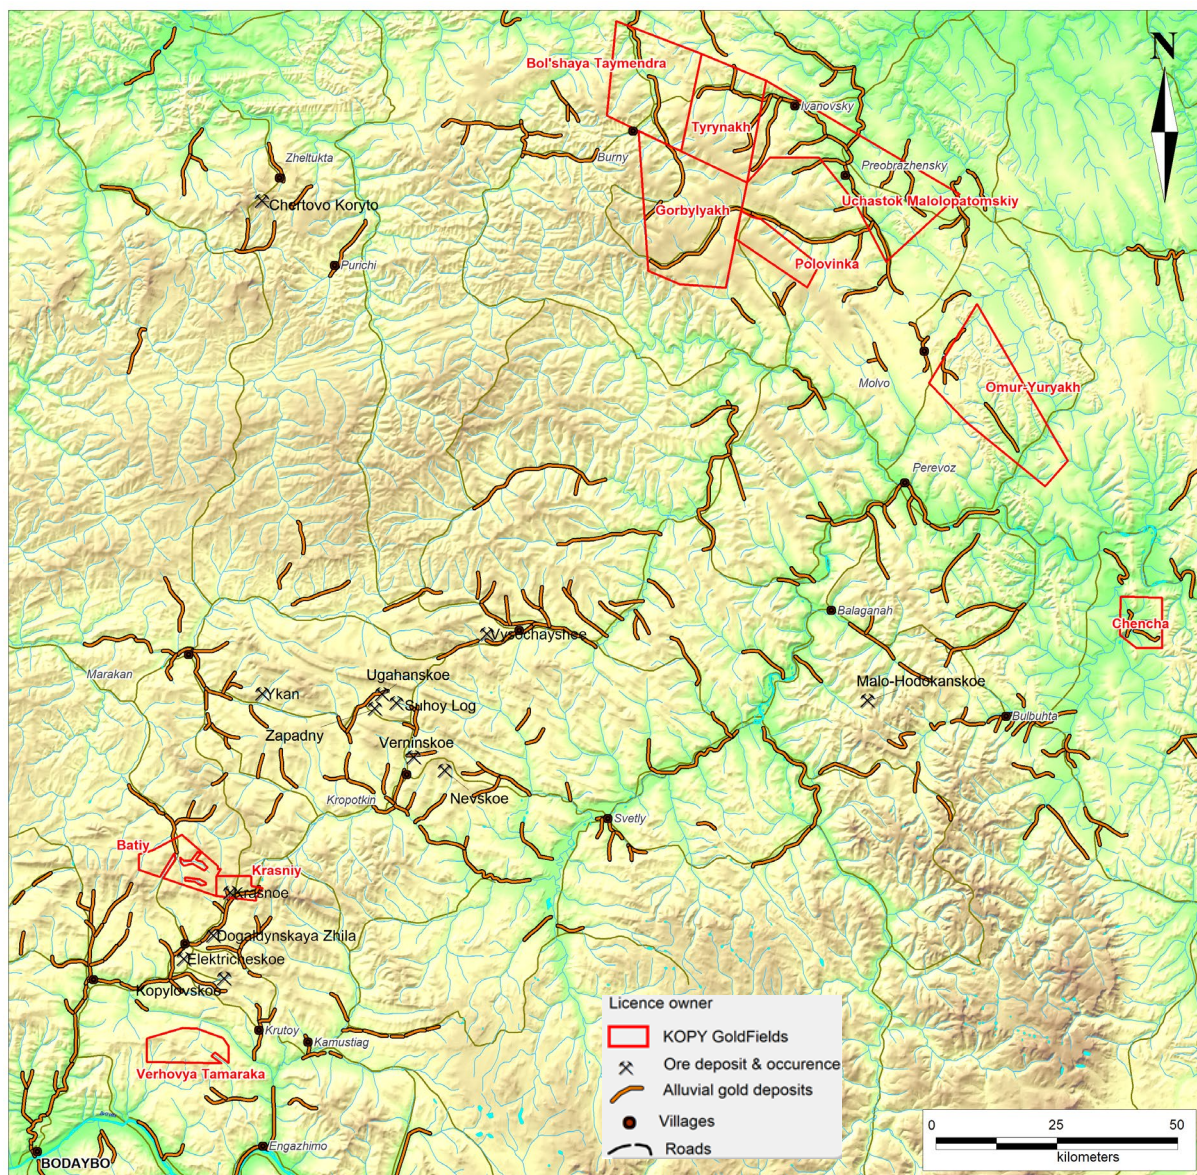 N
Bol'shaya Taymendra
Ivanovsky
Tyrynakh
Burny
Zheltukta
Preobrazhensky
Chertovo Koryto
Gorbylyakh
Uchastok Malolopatomskiy
Purichi
Polovinka
Molvo
Omur-Yuryakh
Perevoz
Balaganah
Chencha
Vysochayshee
Marakan
Ugahanskoe
Malo-Hodokanskoe
Ykan
Suhoy Log
Bulbuhta
Zapadny
Verninskoe
Kropotkin
Nevskoe
Svetly
Batiy
Krasniy
Krasnoe
Dogaldynskaya Zhila
Elektricheskoe
Kopylovskoe
Krutoy
Kamustiag
Verhovya Tamaraka
Engazhimo
BODAYBO
Licence owner
KOPY GoldFields
Ore deposit & occurence
Alluvial gold deposits
Villages
Roads
0 25 50
kilometers